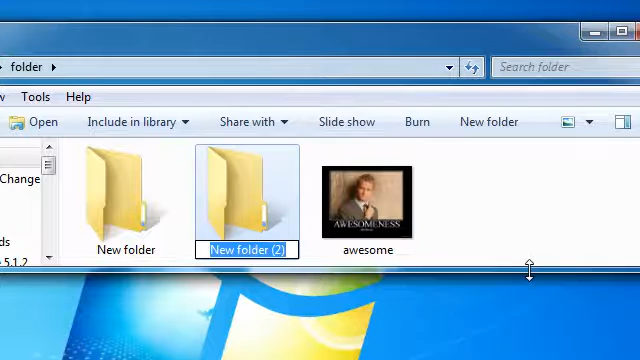 folder
Search folder
w Tools Help
Open Include in library Share with Slide show Burn New folder
Change
ds
5.1.2
New folder New folder (2) awesome
AWESOMENESS